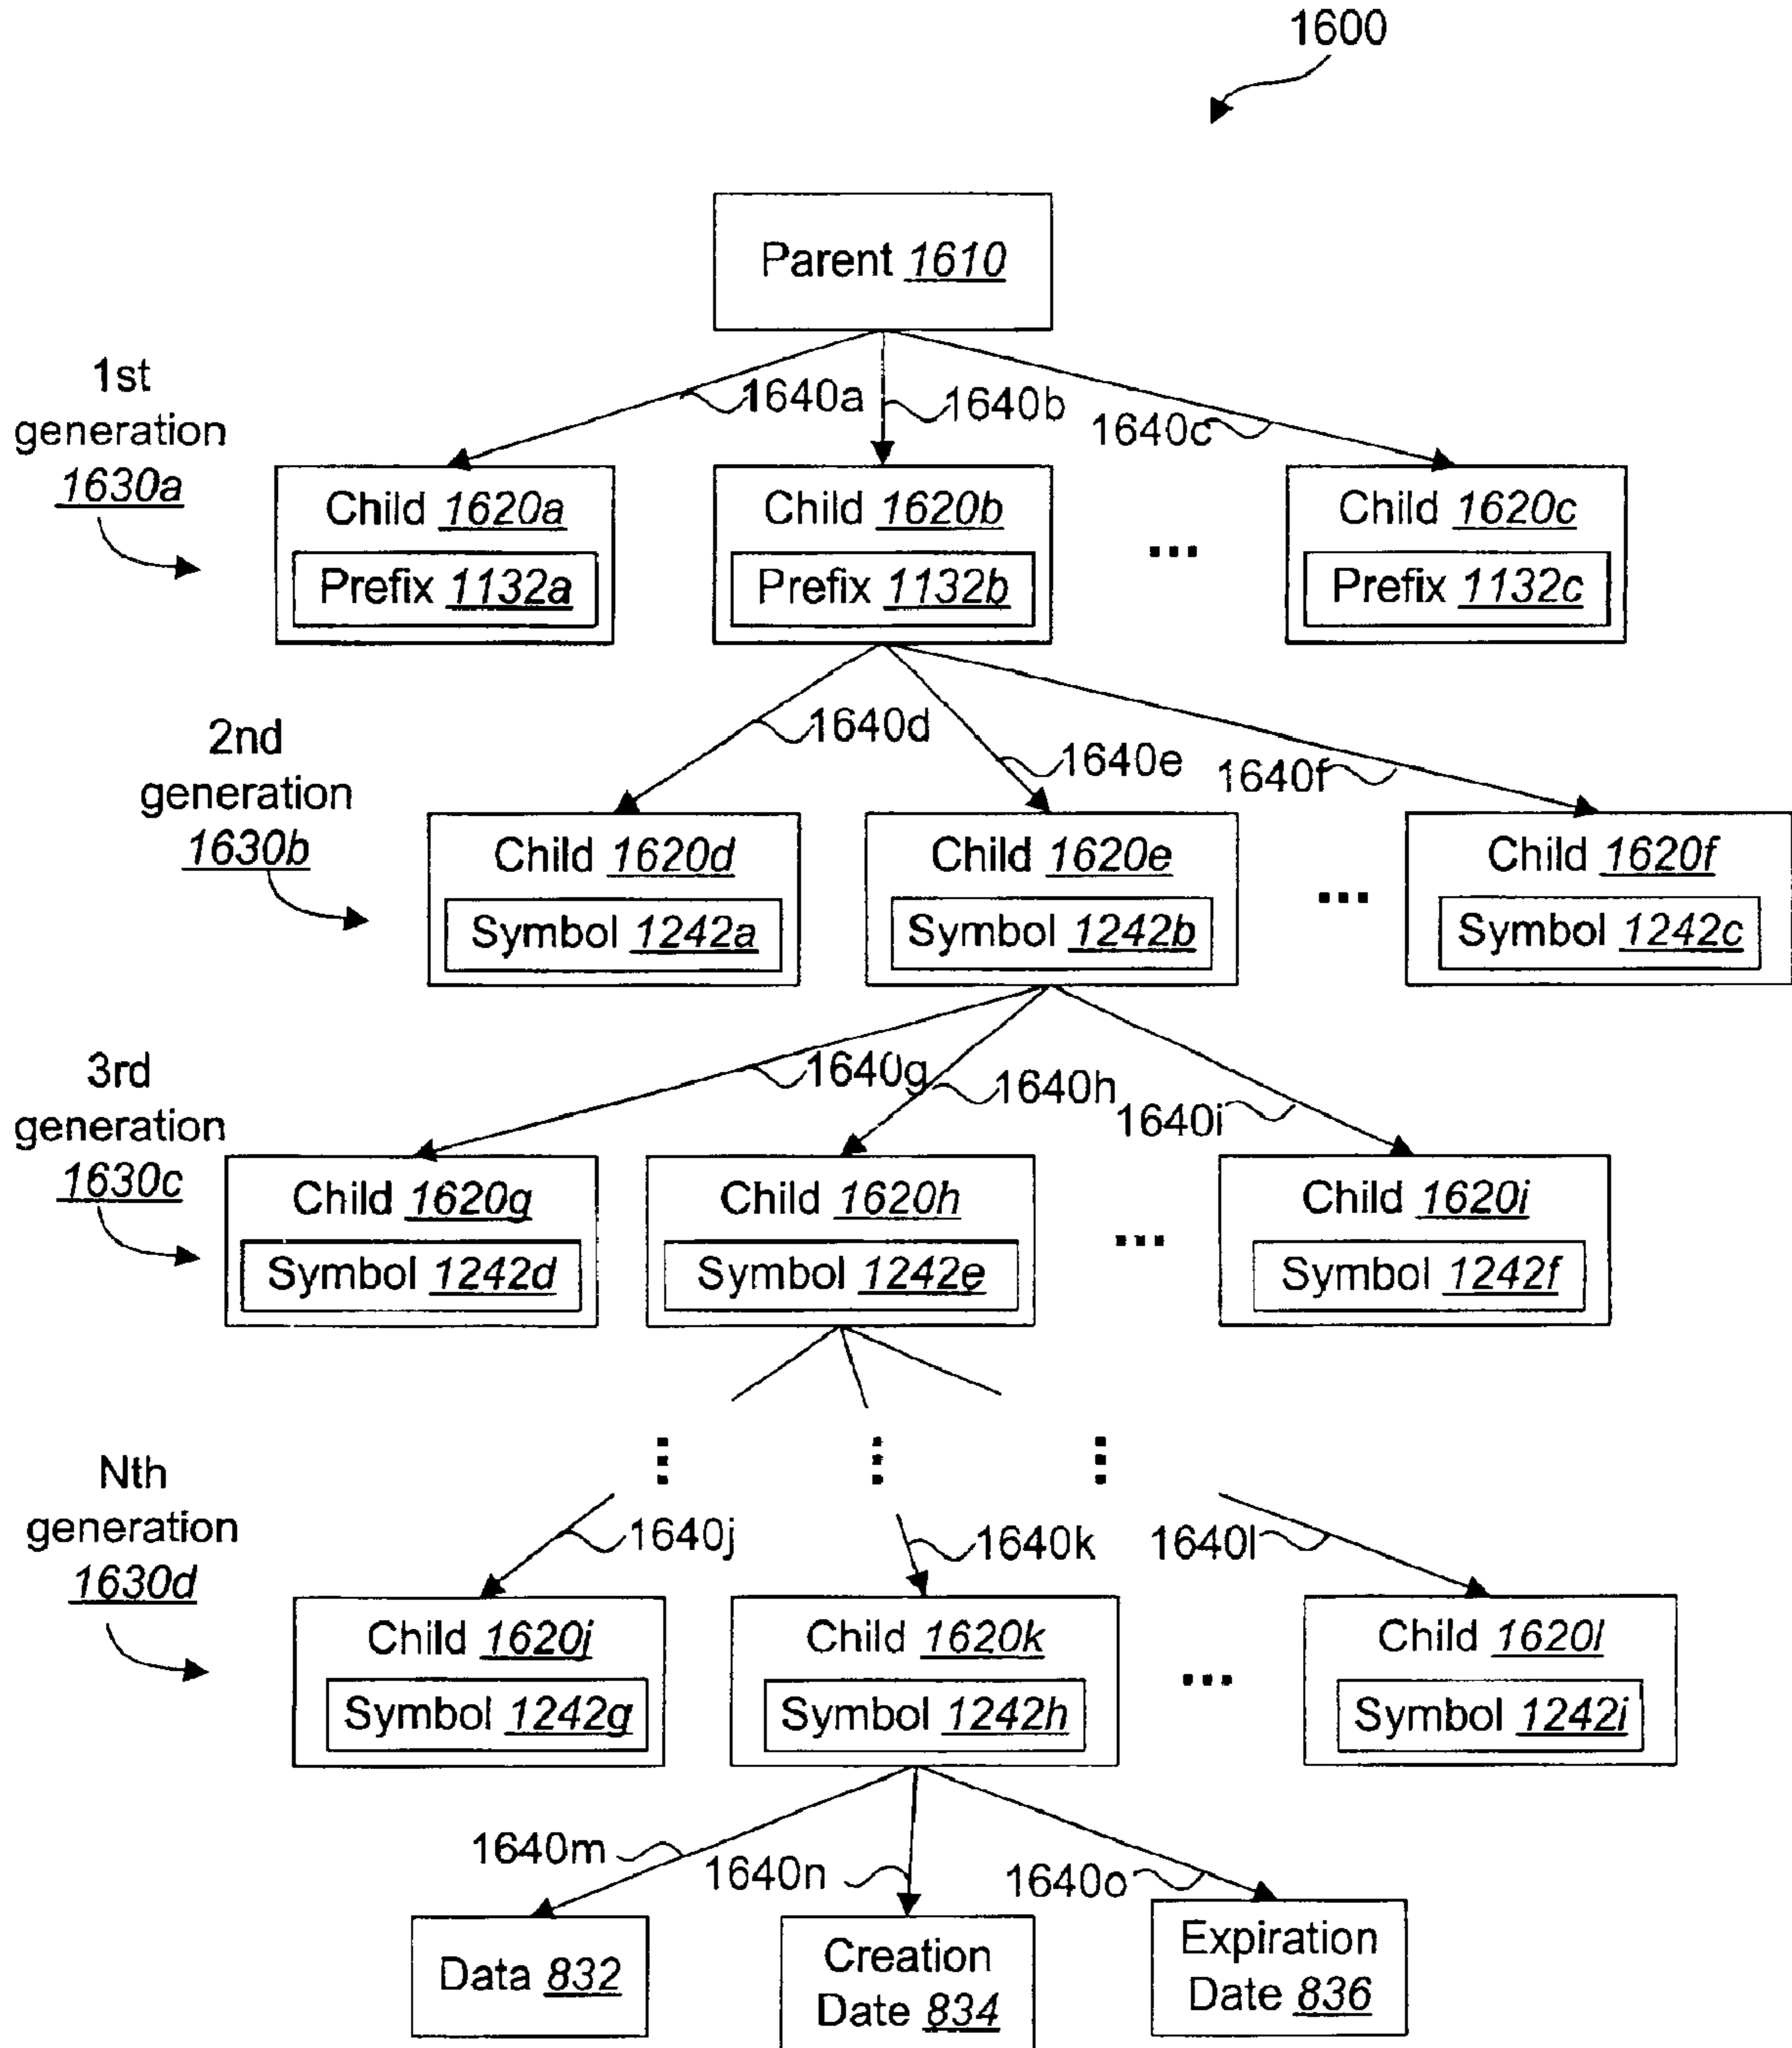 1600
Parent 1610
1st
generation
1630a
1640a
1640b
1640c
Child 1620a
Prefix 1132a
Child 1620b
Prefix 1132b
...
Child 1620c
Prefix 1132c
2nd
generation
1630b
1640d
1640e
1640f
Child 1620d
Symbol 1242a
Child 1620e
Symbol 1242b
...
Child 1620f
Symbol 1242c
3rd
generation
1630c
1640g
1640h
1640i
Child 1620g
Symbol 1242d
Child 1620h
Symbol 1242e
...
Child 1620i
Symbol 1242f
Nth
generation
1630d
1640j
1640k
1640l
Child 1620j
Symbol 1242g
Child 1620k
Symbol 1242h
...
Child 1620l
Symbol 1242i
1640m
1640n
1640o
Data 832
Creation
Date 834
Expiration
Date 836